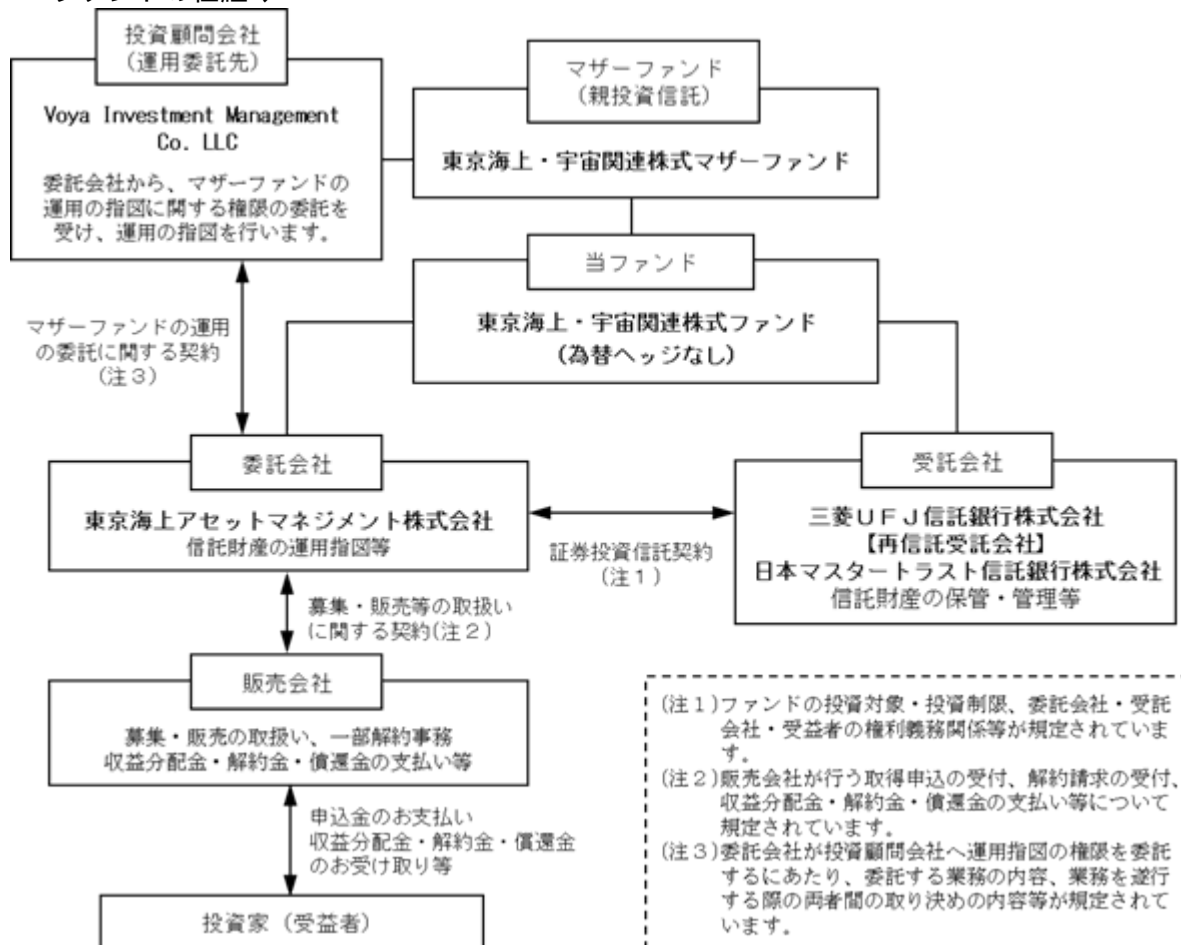 投資顧問会社
(運用委託先)
Voya Investment Management
Co. LLC
委託会社から、マザーファンドの
運用の指図に関する権限の委託を
受け、運用の指図を行います。
マザーファンド
(親投資信託)
東京海上・宇宙関連株式マザーファンド
当ファンド
東京海上・宇宙関連株式ファンド
(為替ヘッジなし)
マザーファンドの運用
の委託に関する契約
(注3)
委託会社
東京海上アセットマネジメント株式会社
信託財産の運用指図等
証券投資信託契約
(注1)
受託会社
三菱UFJ信託銀行株式会社
【再信託受託会社】
日本マスタートラスト信託銀行株式会社
信託財産の保管・管理等
募集・販売等の取扱い
に関する契約(注2)
販売会社
募集・販売の取扱い、一部解約事務
収益分配金・解約金・償還金の支払い等
申込金のお支払い
収益分配金・解約金・償還金
のお受け取り等
投資家(受益者)
(注1)ファンドの投資対象・投資制限、委託会社・受託
会社・受益者の権利義務関係等が規定されていま
す。
(注2)販売会社が行う取得申込の受付、解約請求の受付、
収益分配金・解約金・償還金の支払い等について
規定されています。
(注3)委託会社が投資顧問会社へ運用指図の権限を委託
するにあたり、委託する業務の内容、業務を遂行
する際の両者間の取り決めの内容等が規定されて
います。